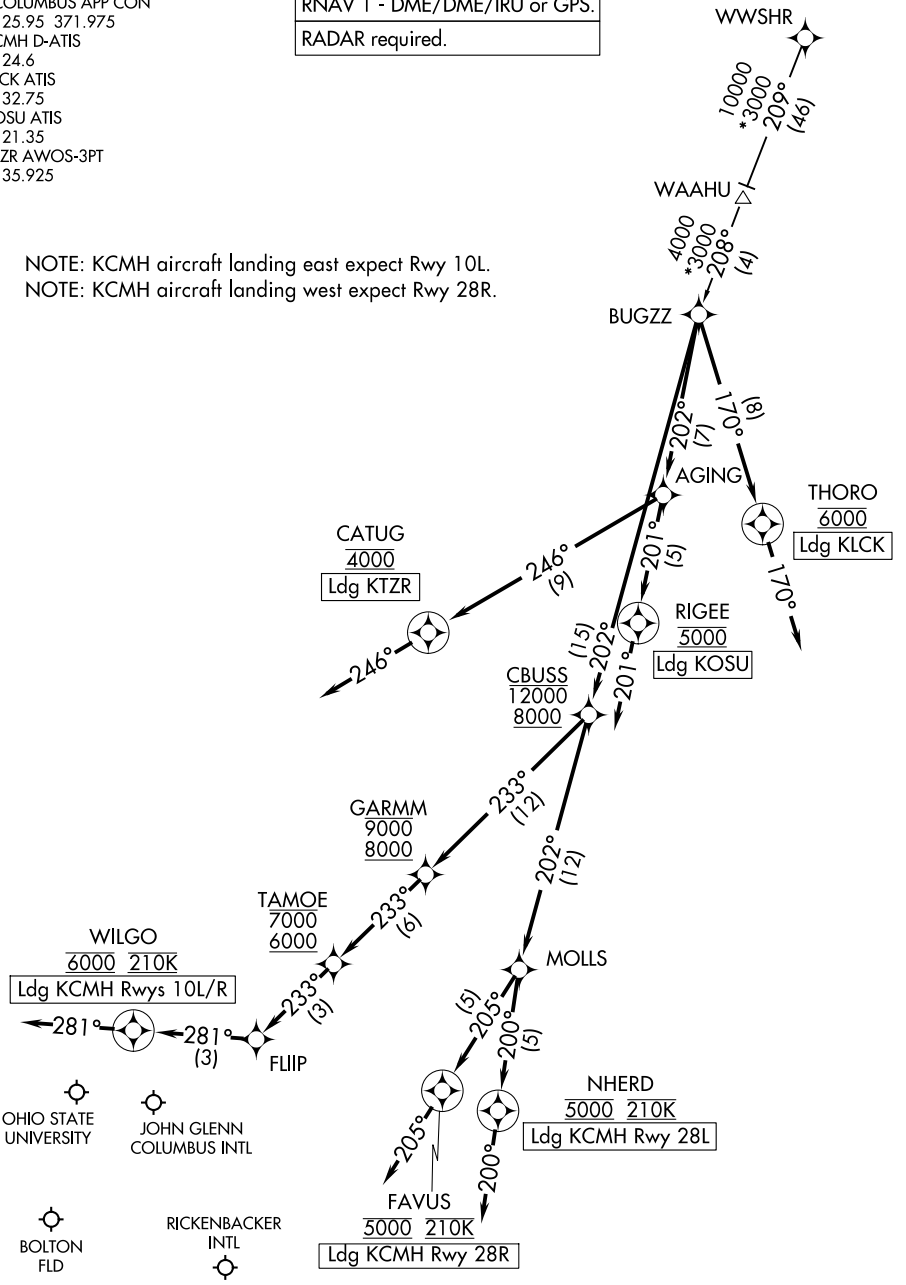 COLUMBUS APP CON
25.95 371.975
CMH D-ATIS
24.6
CK ATIS
32.75
OSU ATIS
21.35
ZR AWOS-3PT
35.925
RNAV 1 - DME/DME/IRU or GPS.
RADAR required.
WWSHR
10000
*3000
209°
(46)
WAAHU
4000
*3000
208°
(4)
NOTE: KCMH aircraft landing east expect Rwy 10L.
NOTE: KCMH aircraft landing west expect Rwy 28R.
BUGZZ
202°
(7)
170°
(8)
AGING
THORO
6000
Ldg KLCK
170°
CATUG
4000
Ldg KTZR
246°
(9)
246°
201°
(5)
RIGEE
5000
Ldg KOSU
201°
(15)
202°
CBUSS
12000
8000
233°
(12)
202°
(12)
GARMM
9000
8000
233°
(6)
TAMOE
7000
6000
233°
(3)
WILGO
6000 210K
Ldg KCMH Rwys 10L/R
281°
281°
(3)
FLIIP
MOLLS
(5)
205°
200°
(5)
NHERD
5000 210K
Ldg KCMH Rwy 28L
205°
200°
FAVUS
5000 210K
Ldg KCMH Rwy 28R
OHIO STATE
UNIVERSITY
JOHN GLENN
COLUMBUS INTL
BOLTON
FLD
RICKENBACKER
INTL